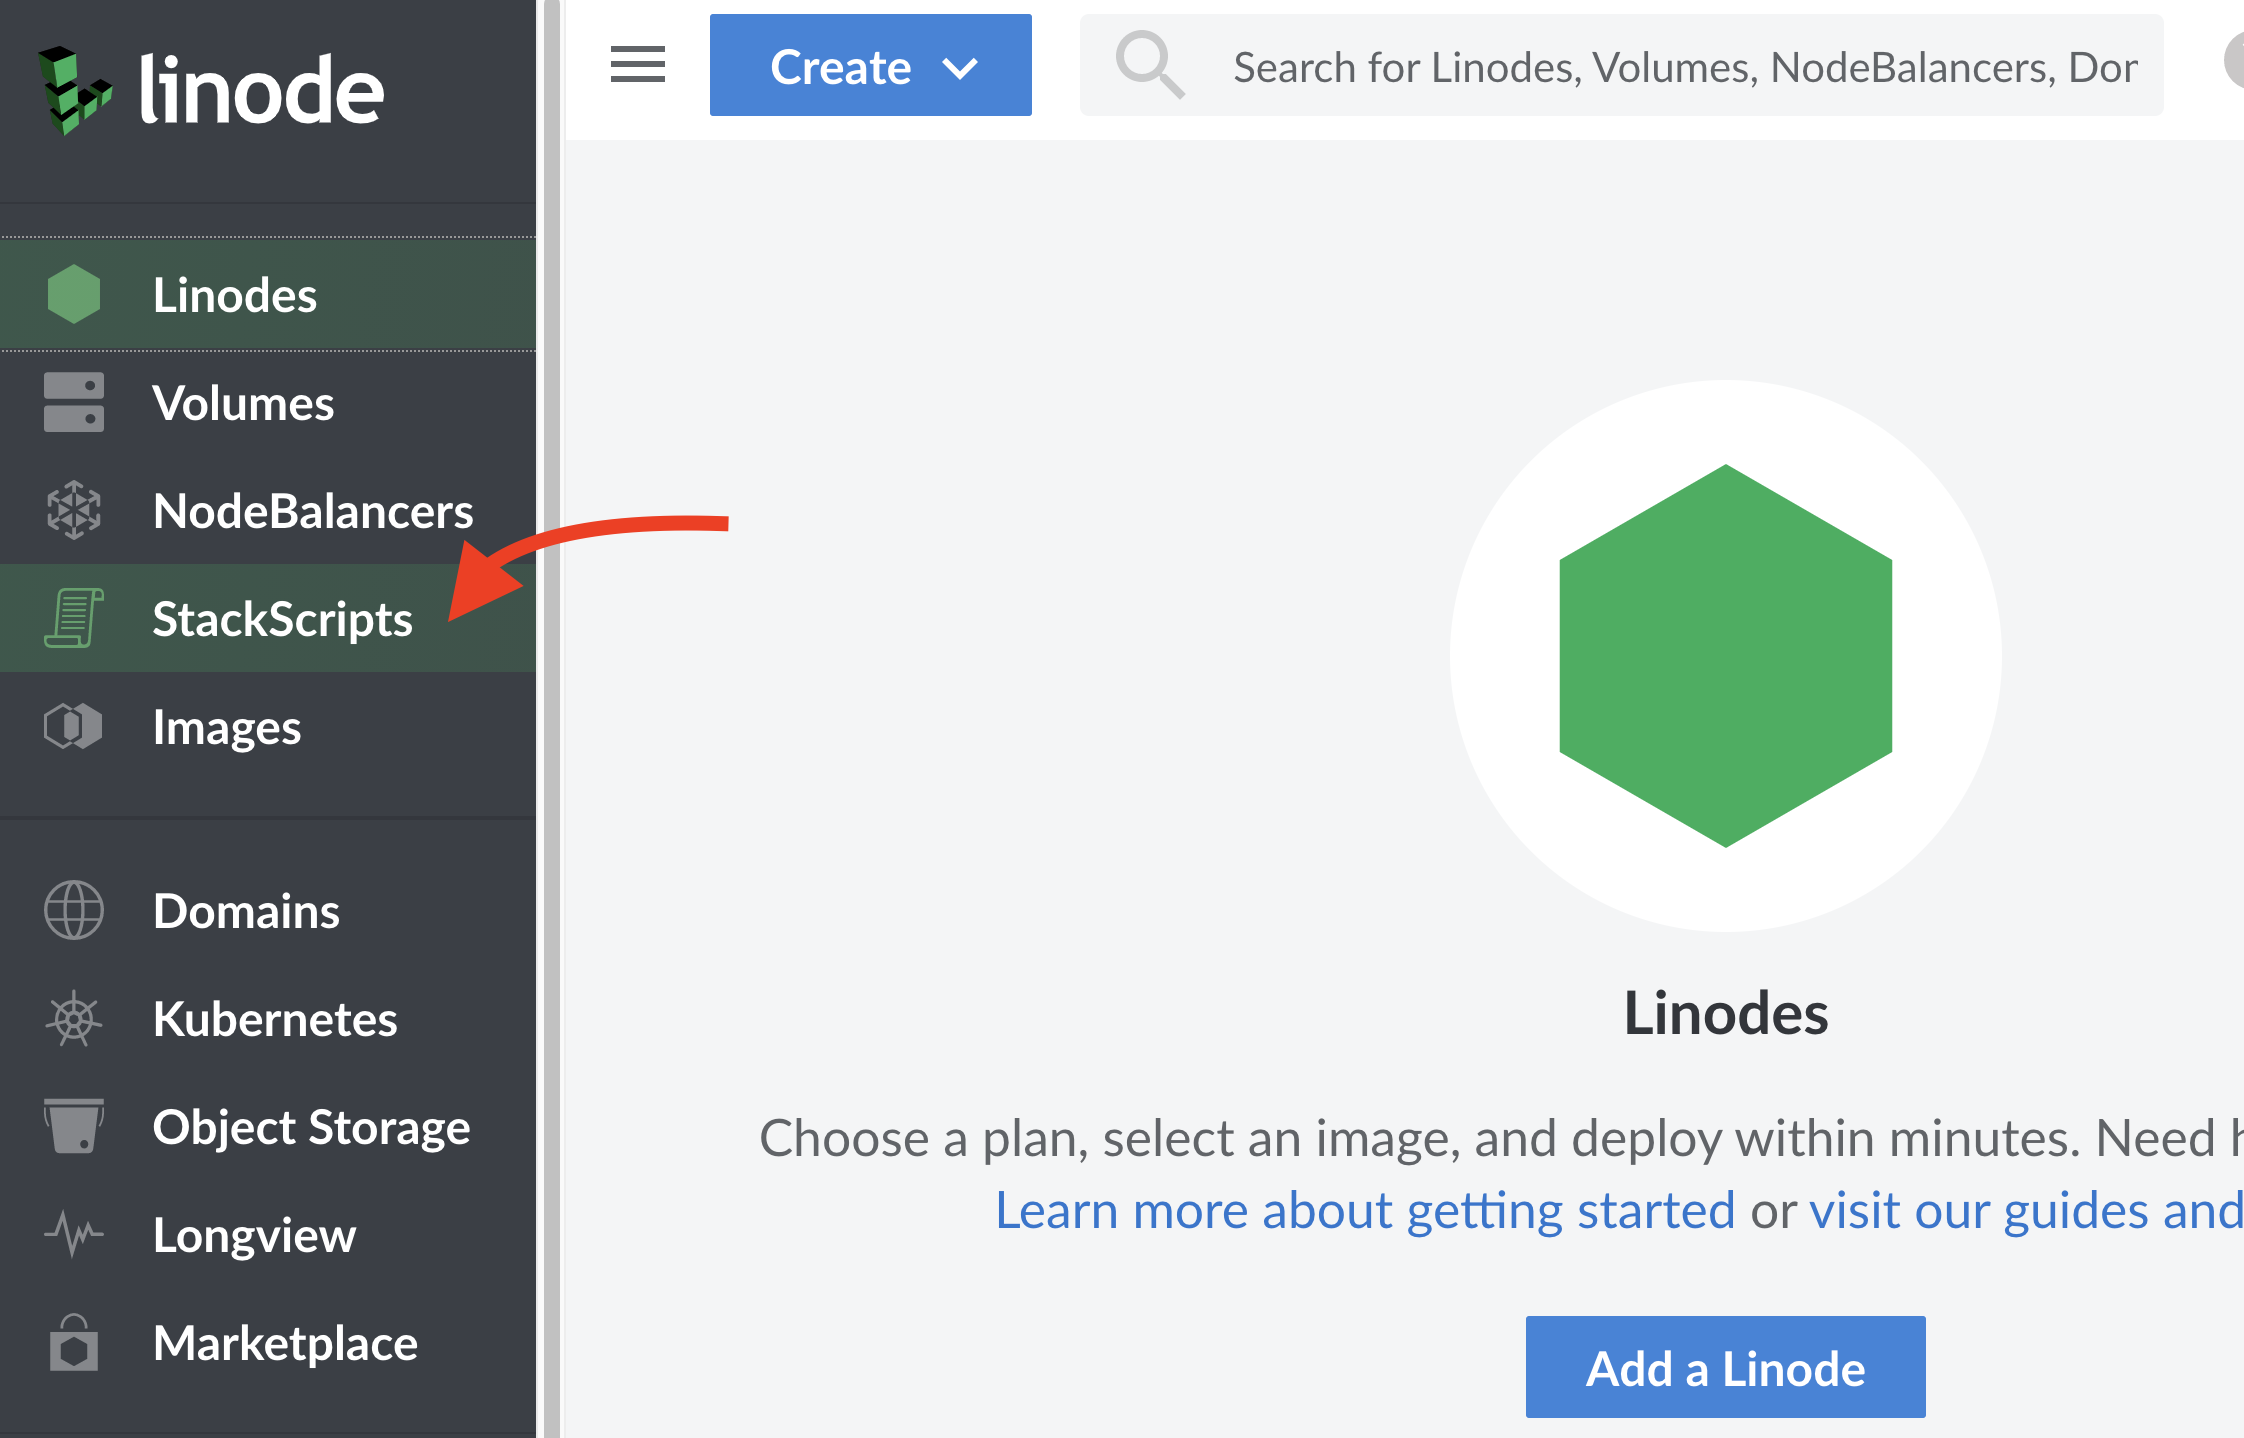 linode
Create
Search for Linodes, Volumes, NodeBalancers, Dor
Linodes
Volumes
NodeBalancers
StackScripts
Images
Domains
Kubernetes
Object Storage
Longview
Marketplace
Linodes
Choose a plan, select an image, and deploy within minutes. Need
Learn more about getting started or visit our guides and
Add a Linode